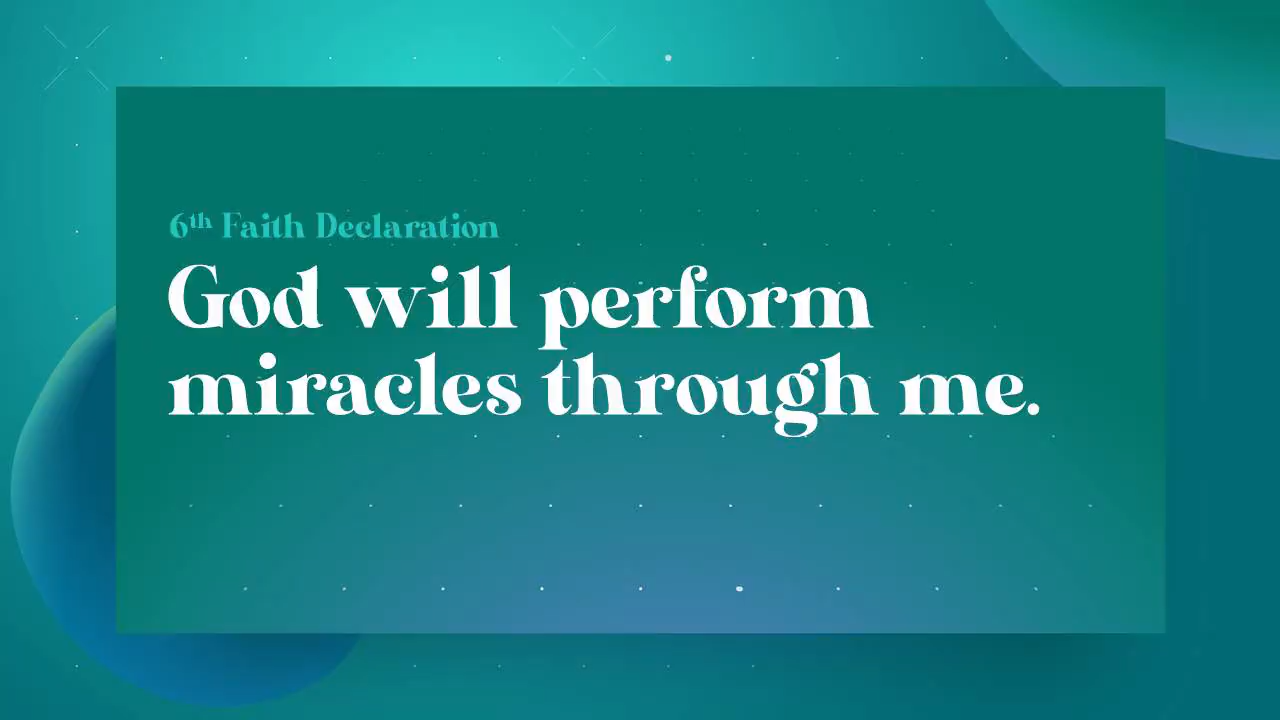 6th Faith Declaration
God will perform
miracles through me.